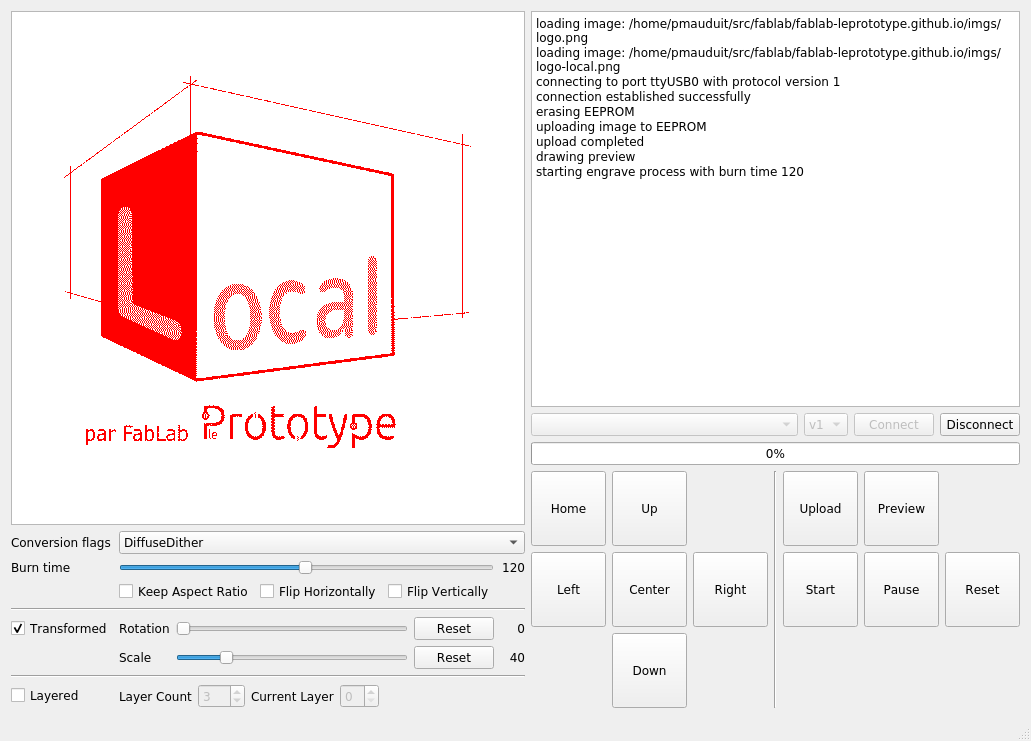 Local
par FabLab le Prototype
loading image: /home/pmauduit/src/fablab/fablab-leprototype.github.io/imgs/
logo.png
loading image: /home/pmauduit/src/fablab/fablab-leprototype.github.io/imgs/
logo-local.png
connecting to port ttyUSB0 with protocol version 1
connection established successfully
erasing EEPROM
uploading image to EEPROM
upload completed
drawing preview
starting engrave process with burn time 120
v1 Connect Disconnect
0%
Home Up Upload Preview
Left Center Right Start Pause Reset
Down
Conversion flags DiffuseDither
Burn time 120
Keep Aspect Ratio Flip Horizontally Flip Vertically
Transformed Rotation Reset 0
Scale Reset 40
Layered Layer Count 3 Current Layer 0